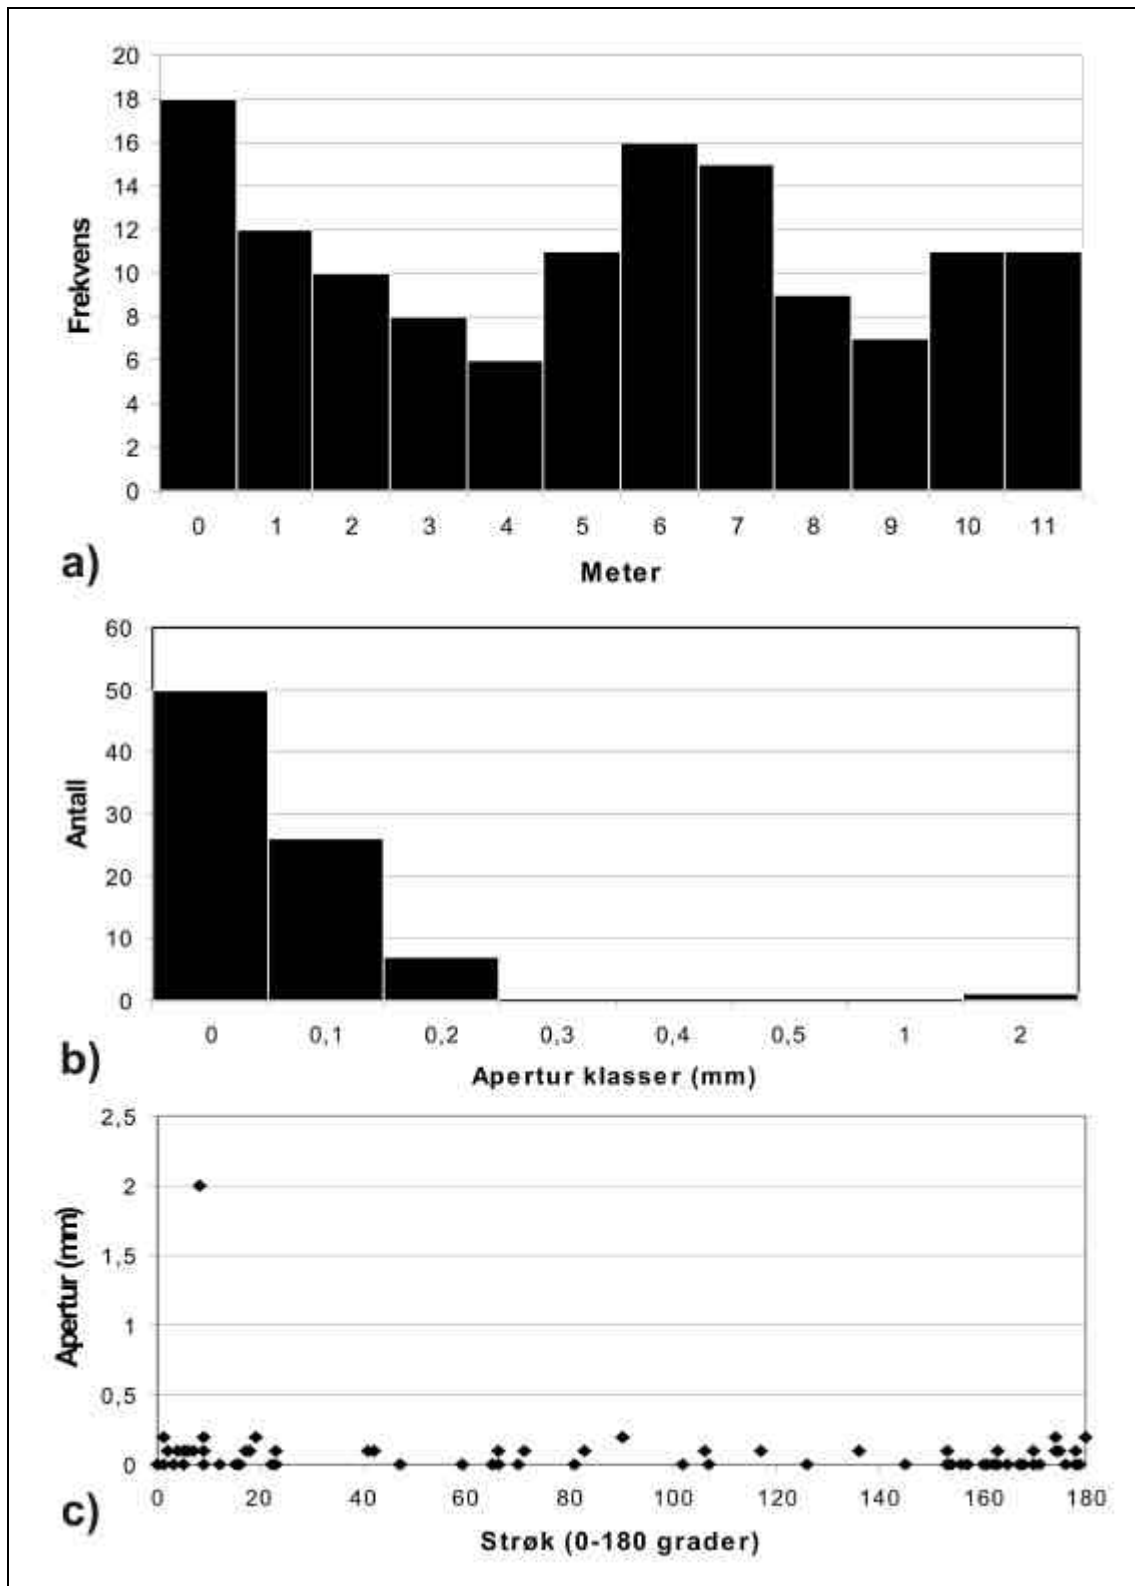 20
18
16
14
12
10
8
6
4
2
0
Frekvens
0 1 2 3 4 5 6 7 8 9 10 11
Meter
a)
60
50
40
30
20
10
0
Antall
0 0,1 0,2 0,3 0,4 0,5 1 2
Apertur klasser (mm)
b)
2,5
2
1,5
1
0,5
0
Apertur (mm)
0 20 40 60 80 100 120 140 160 180
Strøk (0-180 grader)
c)